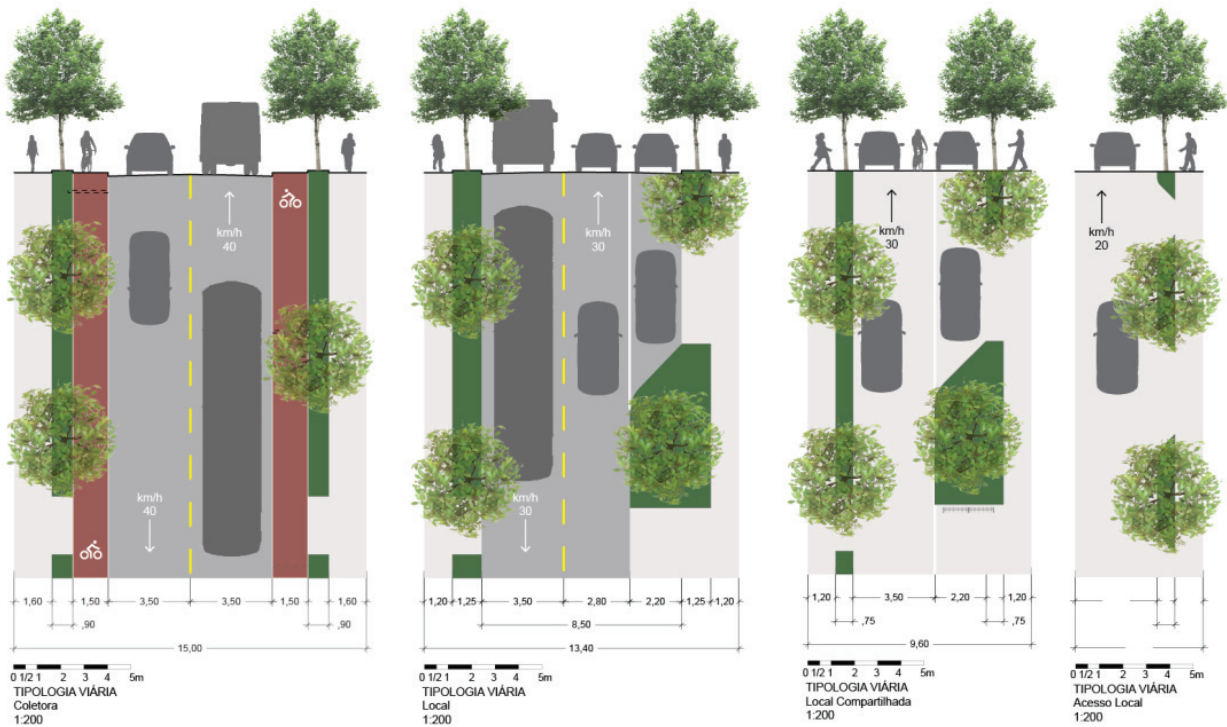 km/h
40
km/h
40
1,60
1,50
3,50
3,50
1,50
1,60
,90
,90
15,00
0 1/2 1 2 3 4 5m
TIPOLOGIA VIÁRIA
Coletora
1:200
km/h
30
km/h
30
1,20
1,25
3,50
2,80
2,20
1,25
1,20
8,50
13,40
0 1/2 1 2 3 4 5m
TIPOLOGIA VIÁRIA
Local
1:200
km/h
30
1,20
3,50
2,20
1,20
,75
,75
9,60
0 1/2 1 2 3 4 5m
TIPOLOGIA VIÁRIA
Local Compartilhada
1:200
km/h
20
0 1/2 1 2 3 4 5m
TIPOLOGIA VIÁRIA
Acesso Local
1:200